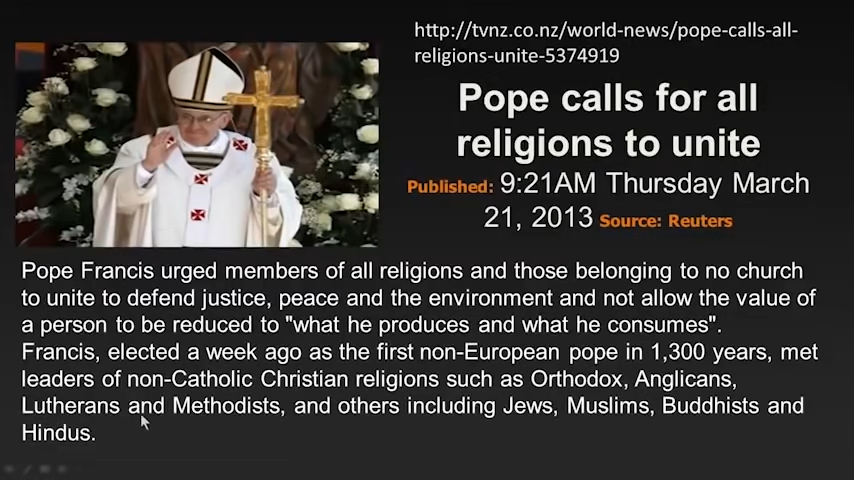 http://tvnz.co.nz/world-news/pope-calls-all-
religions-unite-5374919
Pope calls for all
religions to unite
Published: 9:21AM Thursday March
21, 2013 Source: Reuters
Pope Francis urged members of all religions and those belonging to no church
to unite to defend justice, peace and the environment and not allow the value of
a person to be reduced to "what he produces and what he consumes".
Francis, elected a week ago as the first non-European pope in 1,300 years, met
leaders of non-Catholic Christian religions such as Orthodox, Anglicans,
Lutherans and Methodists, and others including Jews, Muslims, Buddhists and
Hindus.